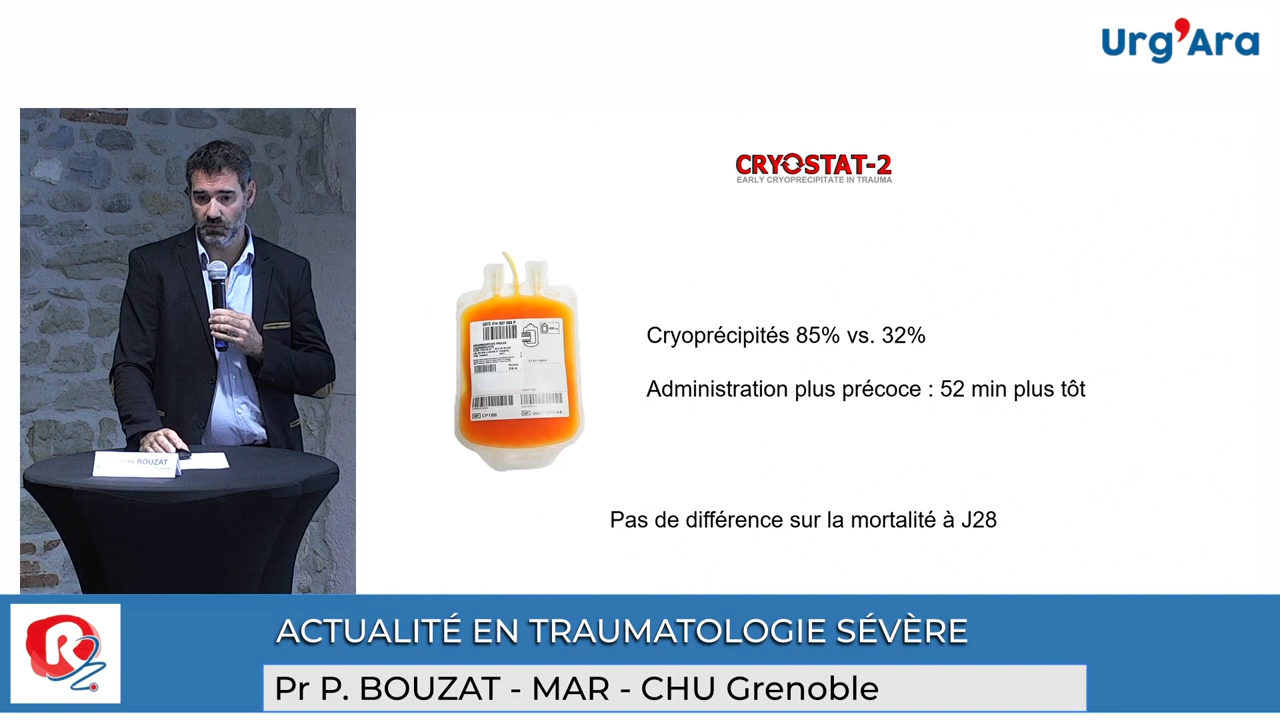 Urg'Ara
CRYOSTAT-2
EARLY CRYOPRECIPITATE IN TRAUMA
Cryoprécipités 85% vs. 32%
Administration plus précoce : 52 min plus tôt
Pas de différence sur la mortalité à J28
BOUZAT
ACTUALITÉ EN TRAUMATOLOGIE SÉVÈRE
R
Pr P. BOUZAT - MAR - CHU Grenoble